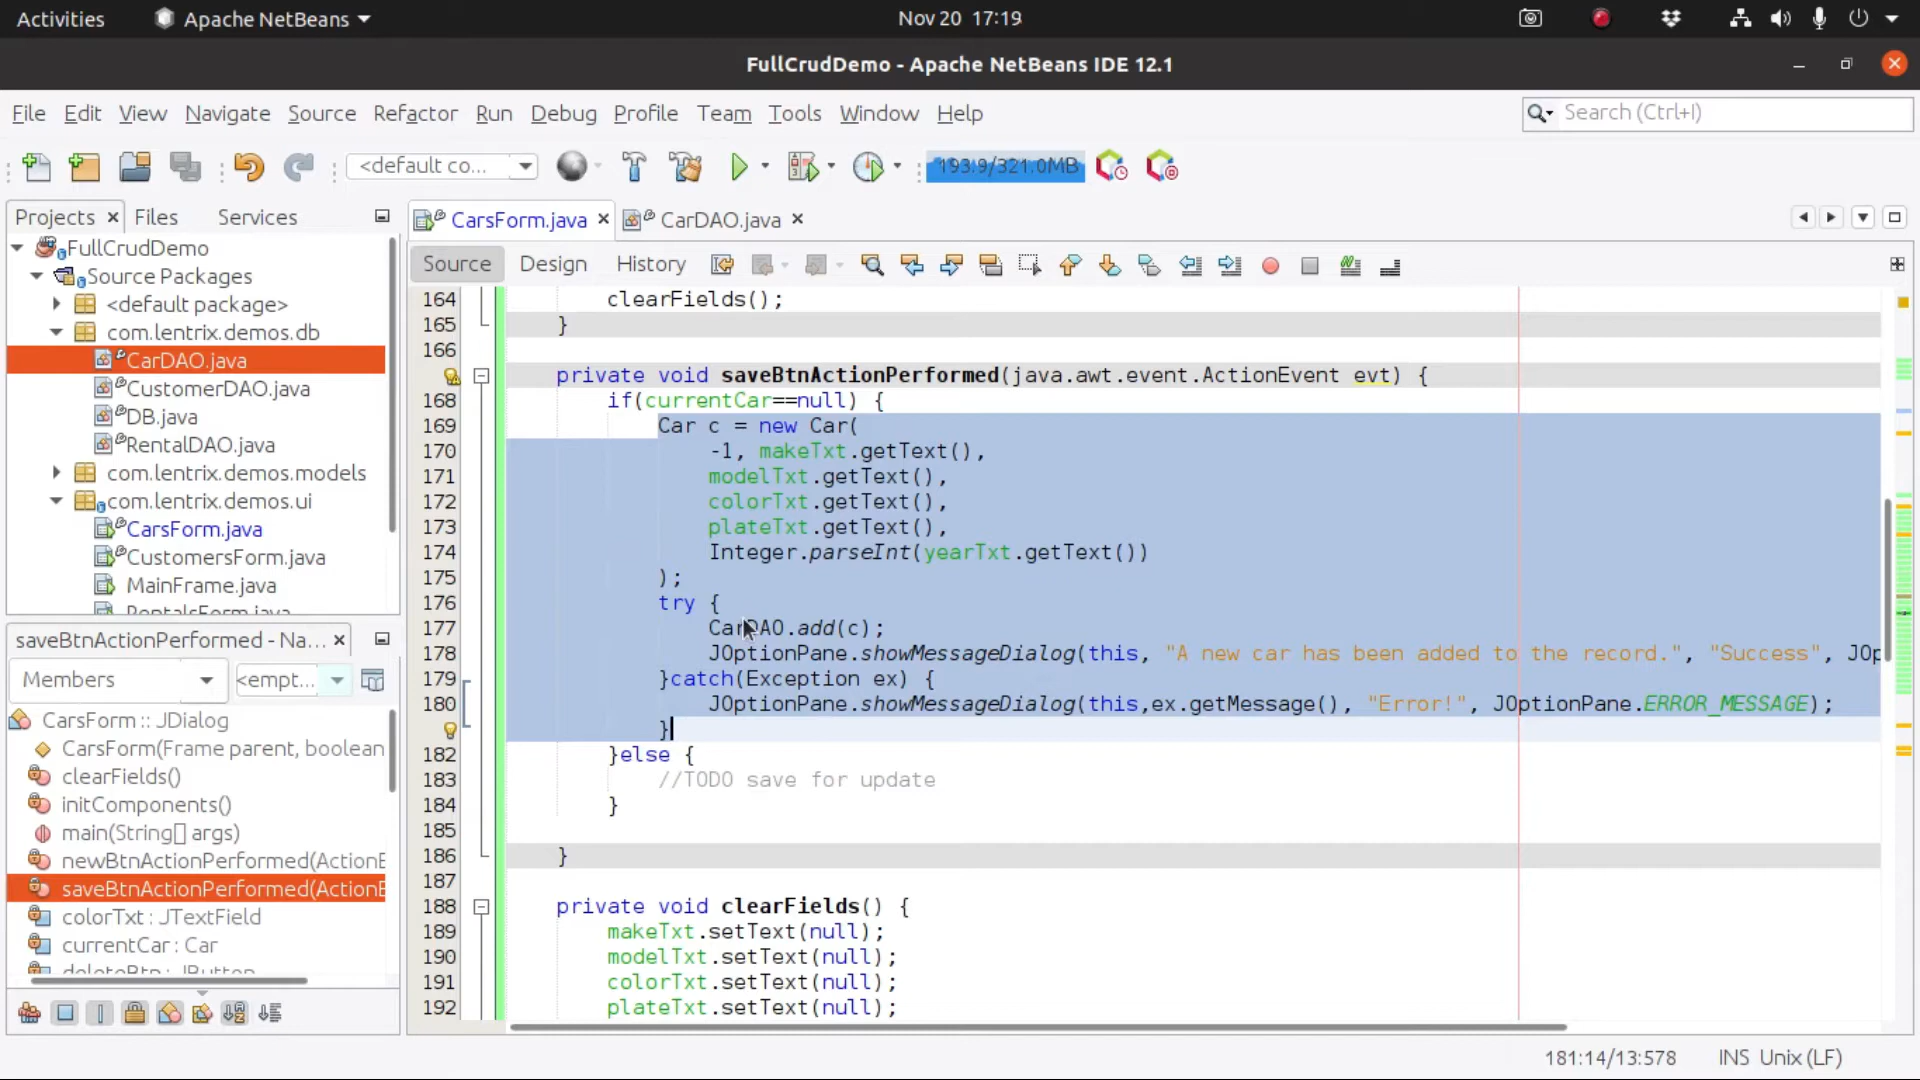 Activities
Apache NetBeans
Nov 20 17:19
FullCrudDemo - Apache NetBeans IDE 12.1
File Edit View Navigate Source Refactor Run Debug Profile Team Tools Window Help
Search (Ctrl+I)
<default co...
193.9/321.0MB
Projects
Files
Services
FullCrudDemo
Source Packages
<default package>
com.lentrix.demos.db
CarDAO.java
CustomerDAO.java
DB.java
RentalDAO.java
com.lentrix.demos.models
com.lentrix.demos.ui
CarsForm.java
CustomersForm.java
MainFrame.java
RentalsForm.java
saveBtnActionPerformed - Na...
Members
<empt...
CarsForm :: JDialog
CarsForm(Frame parent, boolean
clearFields()
initComponents()
main(String[] args)
newBtnActionPerformed(ActionE
saveBtnActionPerformed(ActionE
colorTxt : JTextField
currentCar : Car
deleteBtn : JButton
CarsForm.java
CarDAO.java
Source
Design
History
164 clearFields();
165 }
166
private void saveBtnActionPerformed(java.awt.event.ActionEvent evt) {
168 if(currentCar==null) {
169 Car c = new Car(
170 -1, makeTxt.getText(),
171 modelTxt.getText(),
172 colorTxt.getText(),
173 plateTxt.getText(),
174 Integer.parseInt(yearTxt.getText())
175 );
176 try {
177 CarDAO.add(c);
178 JOptionPane.showMessageDialog(this, "A new car has been added to the record.", "Success", JOp
179 }catch(Exception ex) {
180 JOptionPane.showMessageDialog(this,ex.getMessage(), "Error!", JOptionPane.ERROR_MESSAGE);
}
182 }else {
183 //TODO save for update
184 }
185
186 }
187
188 private void clearFields() {
189 makeTxt.setText(null);
190 modelTxt.setText(null);
191 colorTxt.setText(null);
192 plateTxt.setText(null);
181:14/13:578
INS Unix (LF)